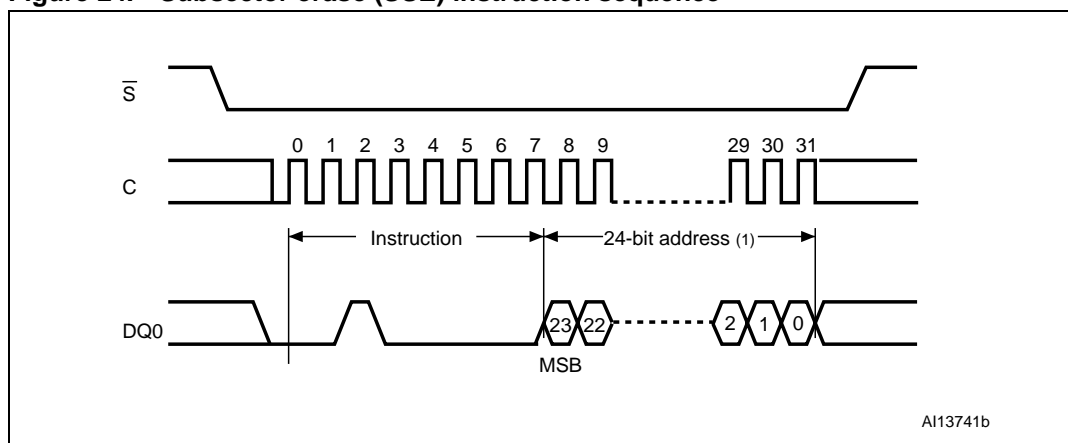 Figure 24. Subsector erase (SSE) instruction sequence
S
0 1 2 3 4 5 6 7 8 9 29 30 31
C
Instruction 24-bit address (1)
DQ0
23 22 2 1 0
MSB
AI13741b